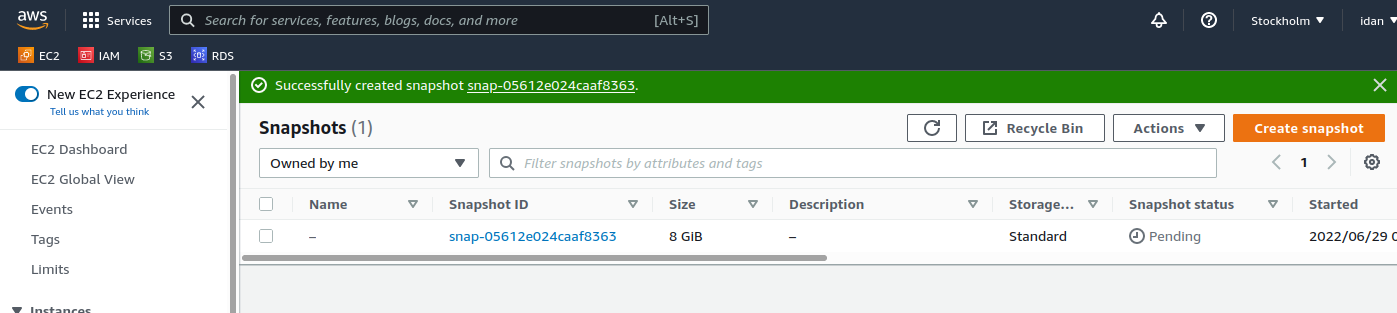 aws Services Search for services, features, blogs, docs, and more [Alt+S] Stockholm idan
EC2 IAM S3 RDS
New EC2 Experience
Tell us what you think
EC2 Dashboard
EC2 Global View
Events
Tags
Limits
Instances
Successfully created snapshot snap-05612e024caaf8363.
Snapshots (1) Recycle Bin Actions Create snapshot
Owned by me Filter snapshots by attributes and tags 1
Name Snapshot ID Size Description Storage... Snapshot status Started
– snap-05612e024caaf8363 8 GiB – Standard Pending 2022/06/29